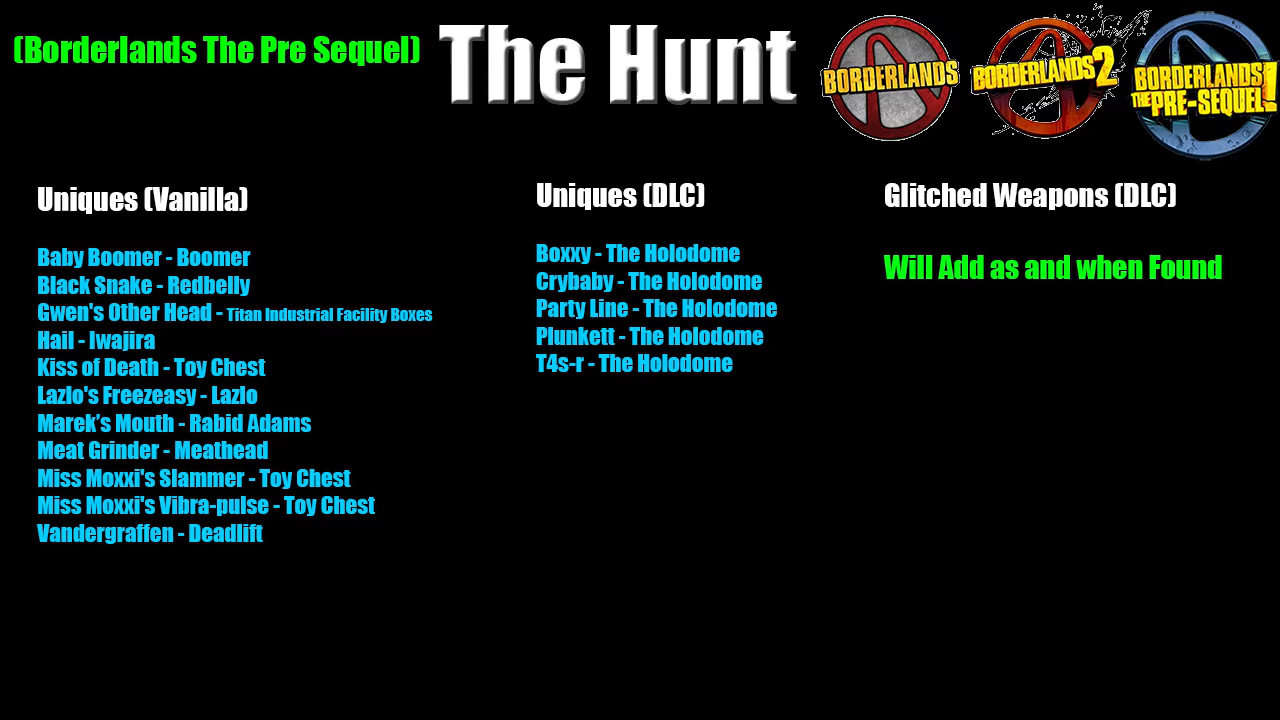 (Borderlands The Pre Sequel)
The Hunt
BORDERLANDS
BORDERLANDS 2
BORDERLANDS
THE PRE-SEQUEL!
Uniques (Vanilla)
Baby Boomer - Boomer
Black Snake - Redbelly
Gwen's Other Head - Titan Industrial Facility Boxes
Hail - Iwajira
Kiss of Death - Toy Chest
Lazlo's Freezeasy - Lazlo
Marek’s Mouth - Rabid Adams
Meat Grinder - Meathead
Miss Moxxi's Slammer - Toy Chest
Miss Moxxi's Vibra-pulse - Toy Chest
Vandergraffen - Deadlift
Uniques (DLC)
Boxxy - The Holodome
Crybaby - The Holodome
Party Line - The Holodome
Plunkett - The Holodome
T4s-r - The Holodome
Glitched Weapons (DLC)
Will Add as and when Found